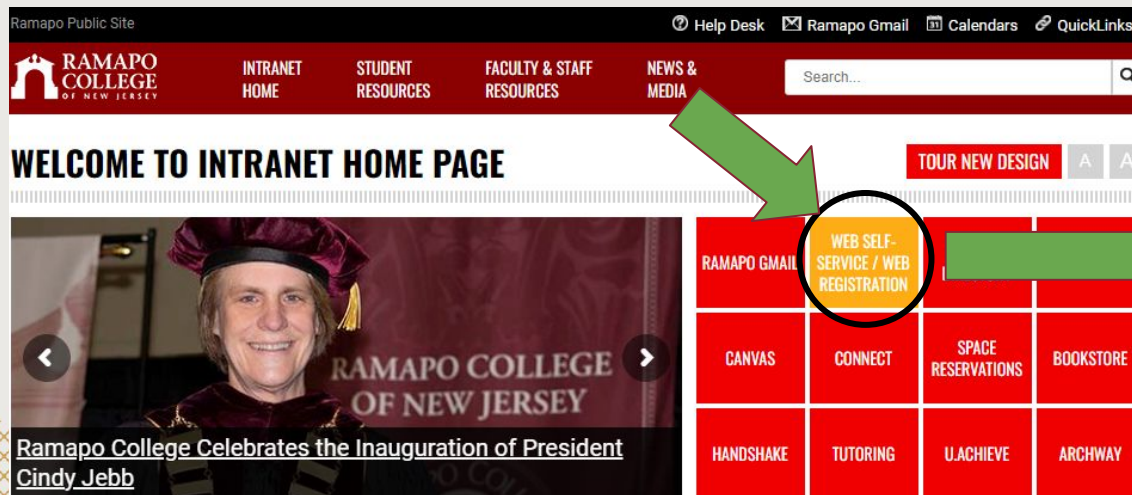 Ramapo Public Site
Help Desk Ramapo Gmail Calendars QuickLinks
RAMAPO
COLLEGE
OF NEW JERSEY
INTRANET
HOME
STUDENT
RESOURCES
FACULTY & STAFF
RESOURCES
NEWS &
MEDIA
Search...
WELCOME TO INTRANET HOME PAGE
TOUR NEW DESIGN A A
RAMAPO GMAIL
WEB SELF-
SERVICE / WEB
REGISTRATION
CANVAS
CONNECT
SPACE
RESERVATIONS
BOOKSTORE
HANDSHAKE
TUTORING
U.ACHIEVE
ARCHWAY
RAMAPO COLLEGE
OF NEW JERSEY
Ramapo College Celebrates the Inauguration of President
Cindy Jebb